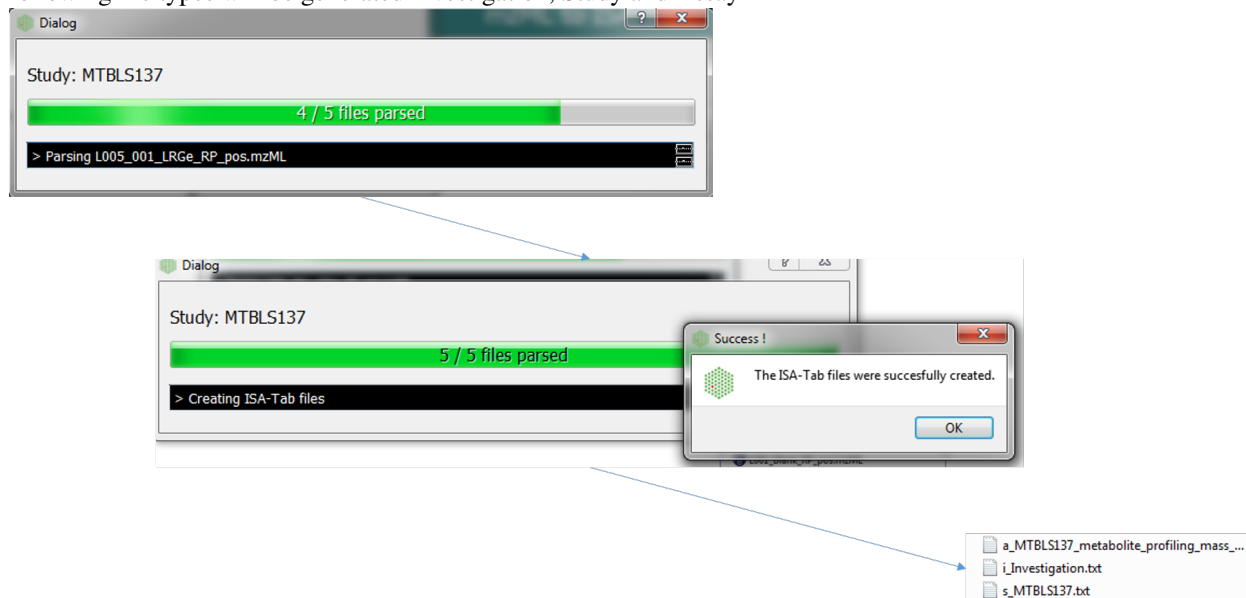 Dialog
Study: MTBLS137
4 / 5 files parsed
> Parsing L005_001_LRGe_RP_pos.mzML
Dialog
Study: MTBLS137
5 / 5 files parsed
> Creating ISA-Tab files
Success !
The ISA-Tab files were succesfully created.
OK
a_MTBLS137_metabolite_profiling_mass_...
i_Investigation.txt
s_MTBLS137.txt